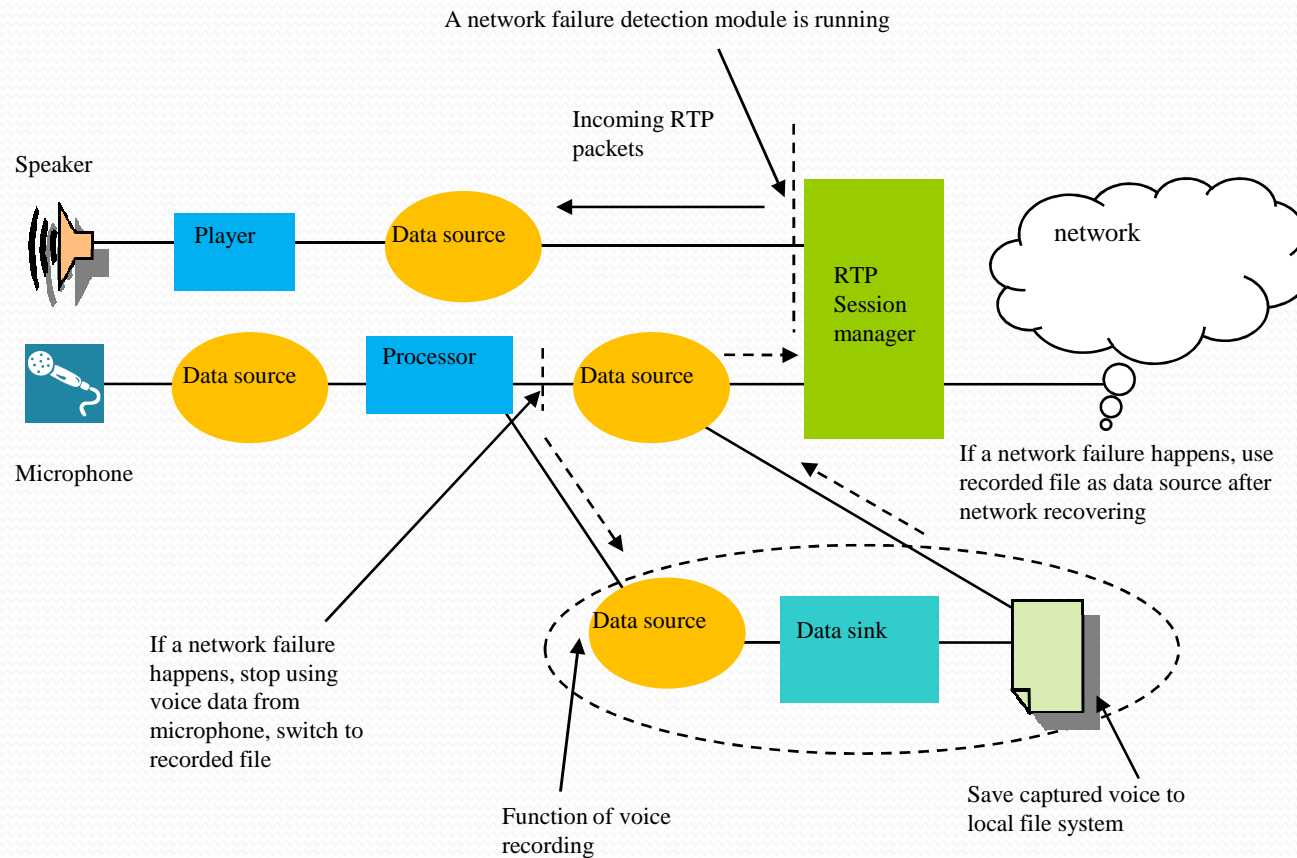 A network failure detection module is running
Incoming RTP
packets
Speaker
Player
Data source
RTP
Session
manager
network
Data source
Processor
Data source
Microphone
If a network failure happens, use
recorded file as data source after
network recovering
If a network failure
happens, stop using
voice data from
microphone, switch to
recorded file
Data source
Data sink
Function of voice
recording
Save captured voice to
local file system